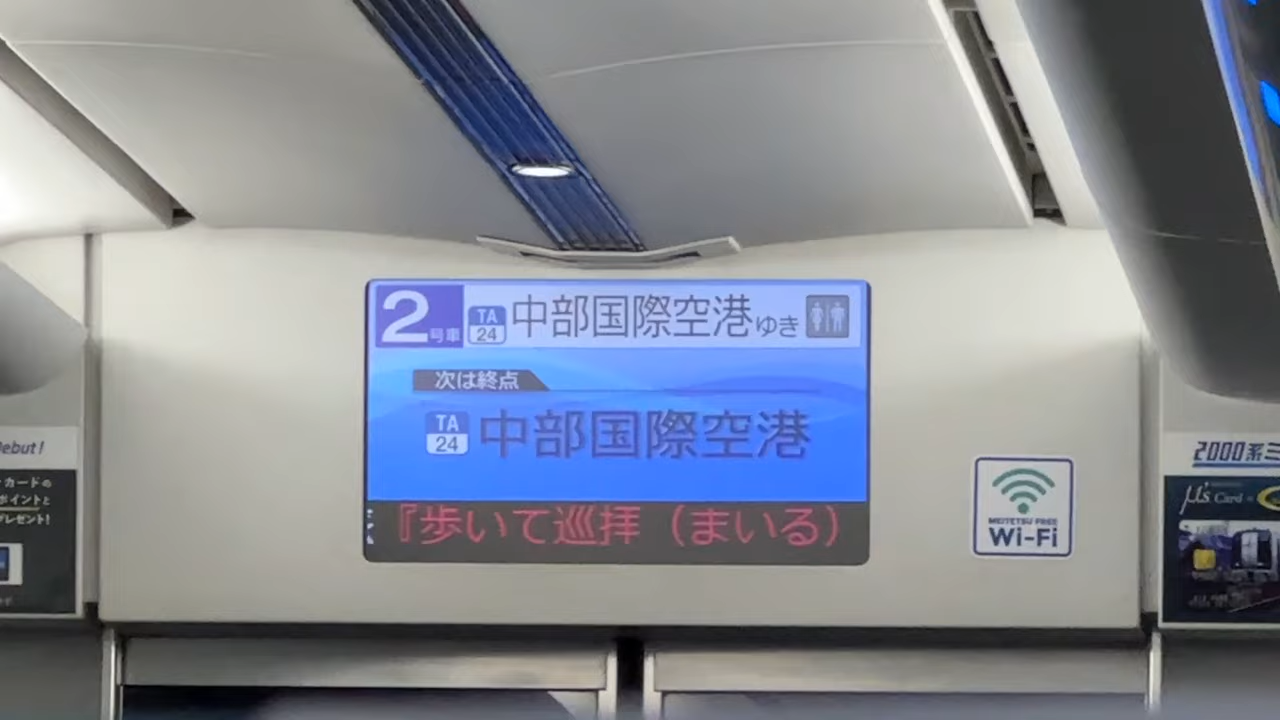 2号車 TA 24 中部国際空港ゆき
次は終点
TA 24 中部国際空港
『歩いて巡拝（まいる）
MEITETSU FREE
Wi-Fi
Debut!
カードの
ポイントと
プレゼント!
2000系ミ
μ's Card